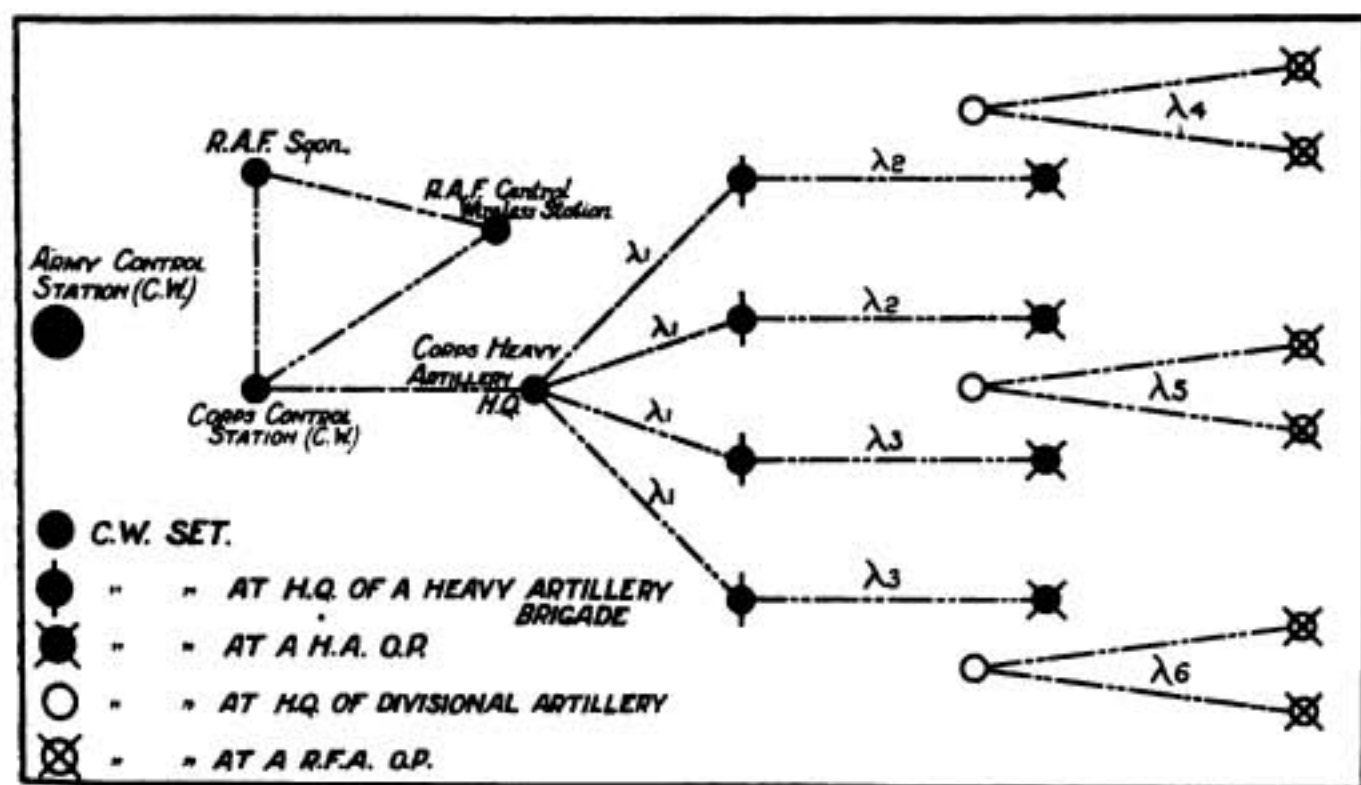 R.A.F. Sqon.
R.A.F. Central
Wireless Station
ARMY CONTROL
STATION (C.W.)
CORPS HEAVY
ARTILLERY
H.Q.
CORPS CONTROL
STATION (C.W.)
λ1
λ1
λ1
λ1
λ2
λ2
λ3
λ3
λ4
λ5
λ6
C.W. SET.
" " AT H.Q. OF A HEAVY ARTILLERY
BRIGADE
" " AT A H.A. O.P.
" " AT H.Q. OF DIVISIONAL ARTILLERY
" " AT A R.F.A. O.P.